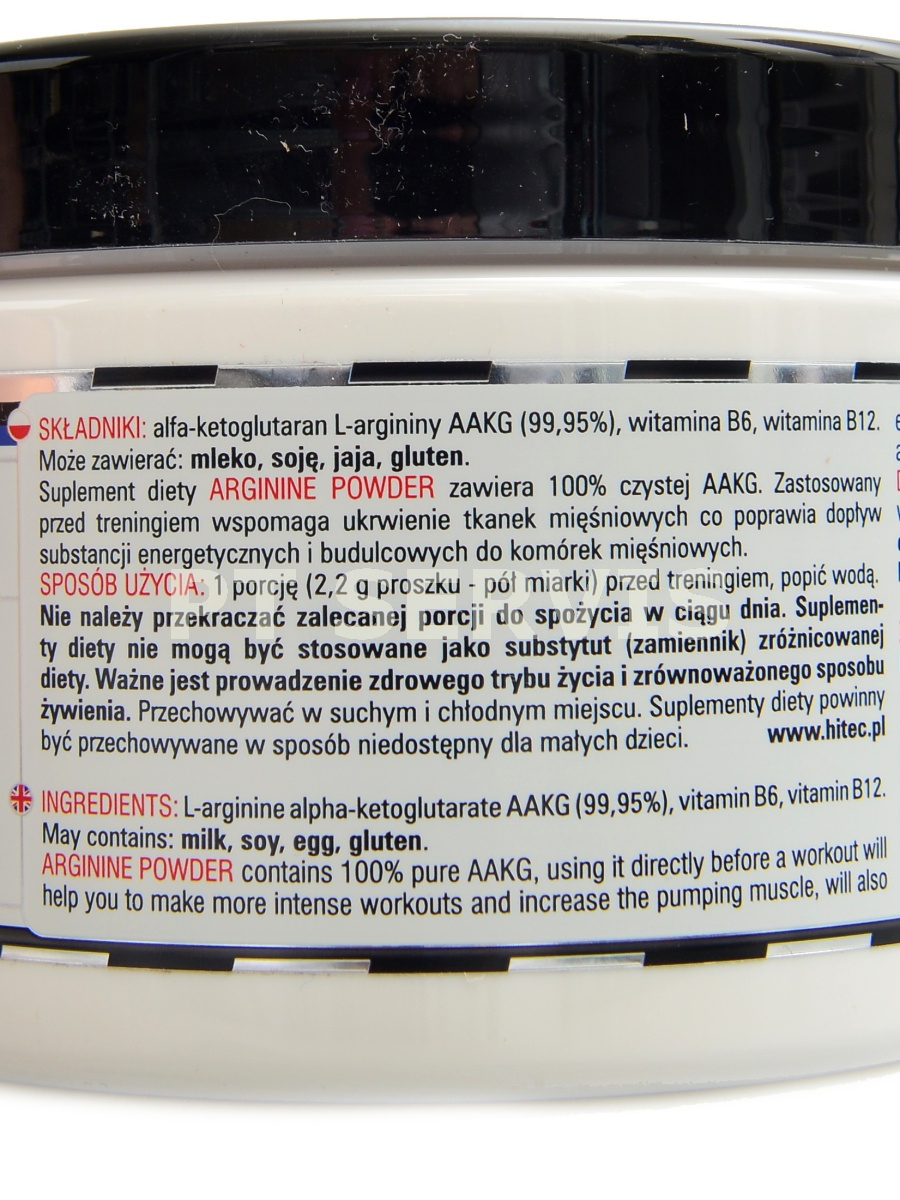 SKŁADNIKI: alfa-ketoglutaran L-argininy AAKG (99,95%), witamina B6, witamina B12.
Może zawierać: mleko, soję, jaja, gluten.
Suplement diety ARGININE POWDER zawiera 100% czystej AAKG. Zastosowany
przed treningiem wspomaga ukrwienie tkanek mięśniowych co poprawia dopływ
substancji energetycznych i budulcowych do komórek mięśniowych.
SPOSÓB UŻYCIA: 1 porcję (2,2 g proszku - pół miarki) przed treningiem, popić wodą.
Nie należy przekraczać zalecanej porcji do spożycia w ciągu dnia. Suplemen-
ty diety nie mogą być stosowane jako substytut (zamiennik) zróżnicowanej
diety. Ważne jest prowadzenie zdrowego trybu życia i zrównoważonego sposobu
żywienia. Przechowywać w suchym i chłodnym miejscu. Suplementy diety powinny
być przechowywane w sposób niedostępny dla małych dzieci. www.hitec.pl
INGREDIENTS: L-arginine alpha-ketoglutarate AAKG (99,95%), vitamin B6, vitamin B12.
May contains: milk, soy, egg, gluten.
ARGININE POWDER contains 100% pure AAKG, using it directly before a workout will
help you to make more intense workouts and increase the pumping muscle, will also
PT SERVIS